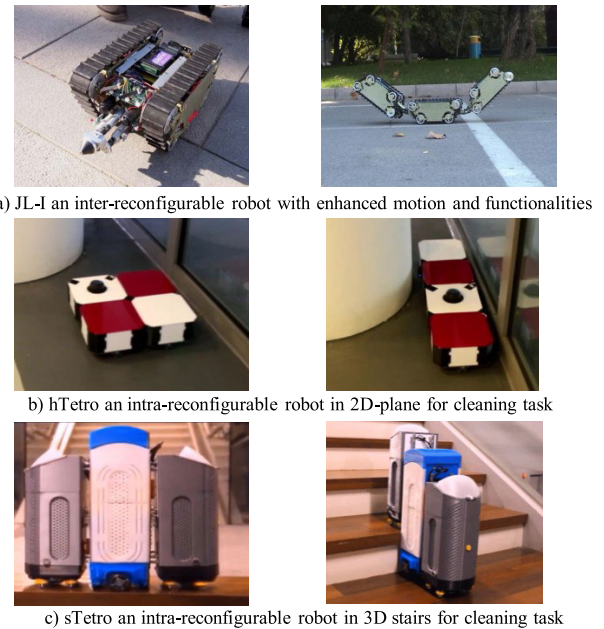 a) JL-I an inter-reconfigurable robot with enhanced motion and functionalities
b) hTetro an intra-reconfigurable robot in 2D-plane for cleaning task
c) sTetro an intra-reconfigurable robot in 3D stairs for cleaning task